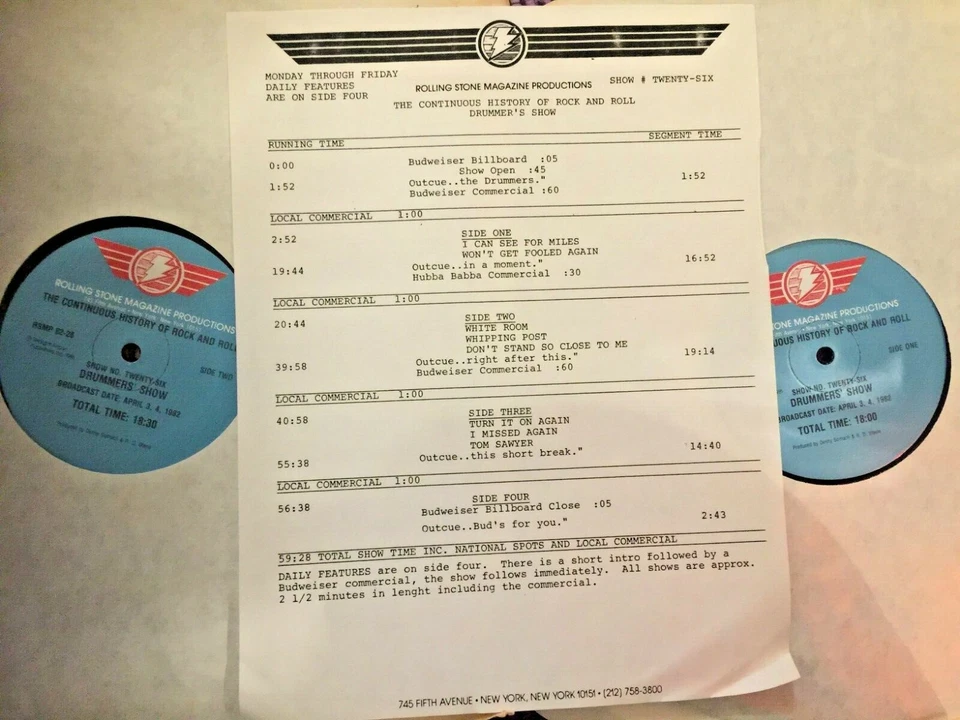 MONDAY THROUGH FRIDAY
DAILY FEATURES
ARE ON SIDE FOUR
ROLLING STONE MAGAZINE PRODUCTIONS
SHOW # TWENTY-SIX
THE CONTINUOUS HISTORY OF ROCK AND ROLL
DRUMMER'S SHOW
RUNNING TIME SEGMENT TIME
0:00 Budweiser Billboard :05
Show Open :45
1:52 Outcue..the Drummers." 1:52
Budweiser Commercial :60
LOCAL COMMERCIAL 1:00
2:52 SIDE ONE
I CAN SEE FOR MILES
WON'T GET FOOLED AGAIN
19:44 Outcue..in a moment." 16:52
Hubba Babba Commercial :30
LOCAL COMMERCIAL 1:00
20:44 SIDE TWO
WHITE ROOM
WHIPPING POST
DON'T STAND SO CLOSE TO ME
Outcue..right after this." 19:14
39:58 Budweiser Commercial :60
LOCAL COMMERCIAL 1:00
40:58 SIDE THREE
TURN IT ON AGAIN
I MISSED AGAIN
TOM SAWYER
55:38 Outcue..this short break." 14:40
LOCAL COMMERCIAL 1:00
56:38 SIDE FOUR
Budweiser Billboard Close :05
Outcue..Bud's for you." 2:43
59:28 TOTAL SHOW TIME INC. NATIONAL SPOTS AND LOCAL COMMERCIAL
DAILY FEATURES are on side four. There is a short intro followed by a
Budweiser commercial, the show follows immediately. All shows are approx.
2 1/2 minutes in lenght including the commercial.
745 FIFTH AVENUE • NEW YORK, NEW YORK 10151 • (212) 758-3800
ROLLING STONE MAGAZINE PRODUCTIONS
THE CONTINUOUS HISTORY OF ROCK AND ROLL
RSMP 82-26
SIDE TWO
SHOW NO. TWENTY-SIX
DRUMMERS' SHOW
BROADCAST DATE: APRIL 3, 4, 1982
TOTAL TIME: 18:30
STONE MAGAZINE PRODUCTIONS
HISTORY OF ROCK AND ROLL
SIDE ONE
SHOW NO. TWENTY-SIX
DRUMMERS' SHOW
BROADCAST DATE: APRIL 3, 4, 1982
TOTAL TIME: 18:00